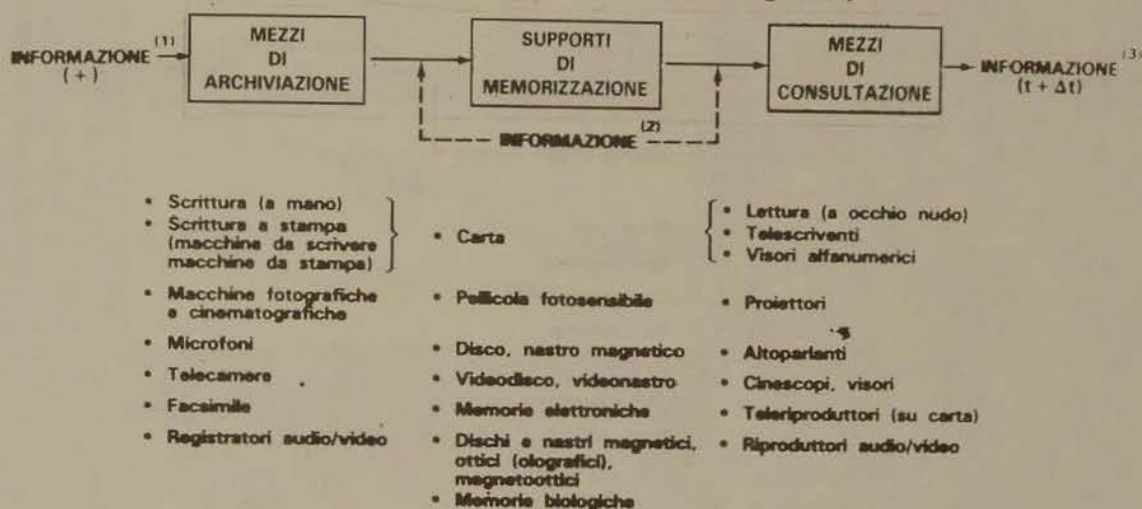 INFORMAZIONE (1)
(+)
MEZZI
DI
ARCHIVIAZIONE
SUPPORTI
DI
MEMORIZZAZIONE
MEZZI
DI
CONSULTAZIONE
INFORMAZIONE (3)
(t + Δt)
INFORMAZIONE (2)
• Scrittura (a mano)
• Scrittura a stampa
(macchine da scrivere
macchine da stampa)
• Macchine fotografiche
e cinematografiche
• Microfoni
• Telecamere
• Facsimile
• Registratori audio/video
• Carta
• Pellicola fotosensibile
• Disco, nastro magnetico
• Videodisco, videonastro
• Memorie elettroniche
• Dischi e nastri magnetici,
ottici (olografici),
magnetoottici
• Memorie biologiche
• Lettura (a occhio nudo)
• Telescriventi
• Visori alfanumerici
• Proiettori
• Altoparlanti
• Cinescopi, visori
• Teleriproduttori (su carta)
• Riproduttori audio/video